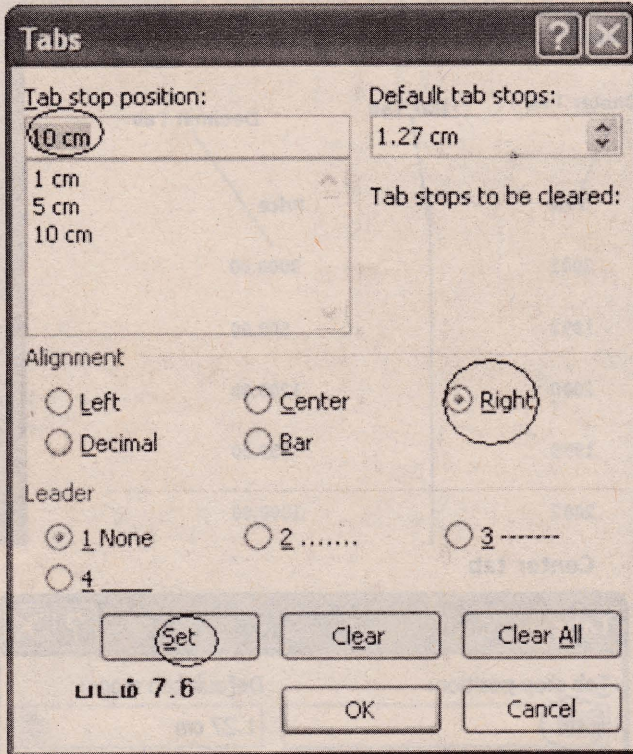 Tabs
Tab stop position:
Default tab stops:
10 cm
1.27 cm
1 cm
5 cm
10 cm
Tab stops to be cleared:
Alignment
Left
Center
Right
Decimal
Bar
Leader
1 None
2 .......
3 -------
4 ___
Set
Clear
Clear All
படம் 7.6
OK
Cancel